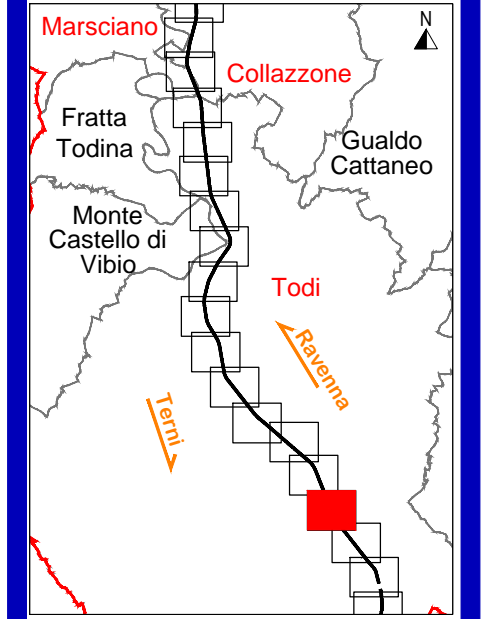 Marsciano
N
Collazzone
Fratta
Todina
Gualdo
Cattaneo
Monte
Castello di
Vibio
Todi
Ravenna
Terni